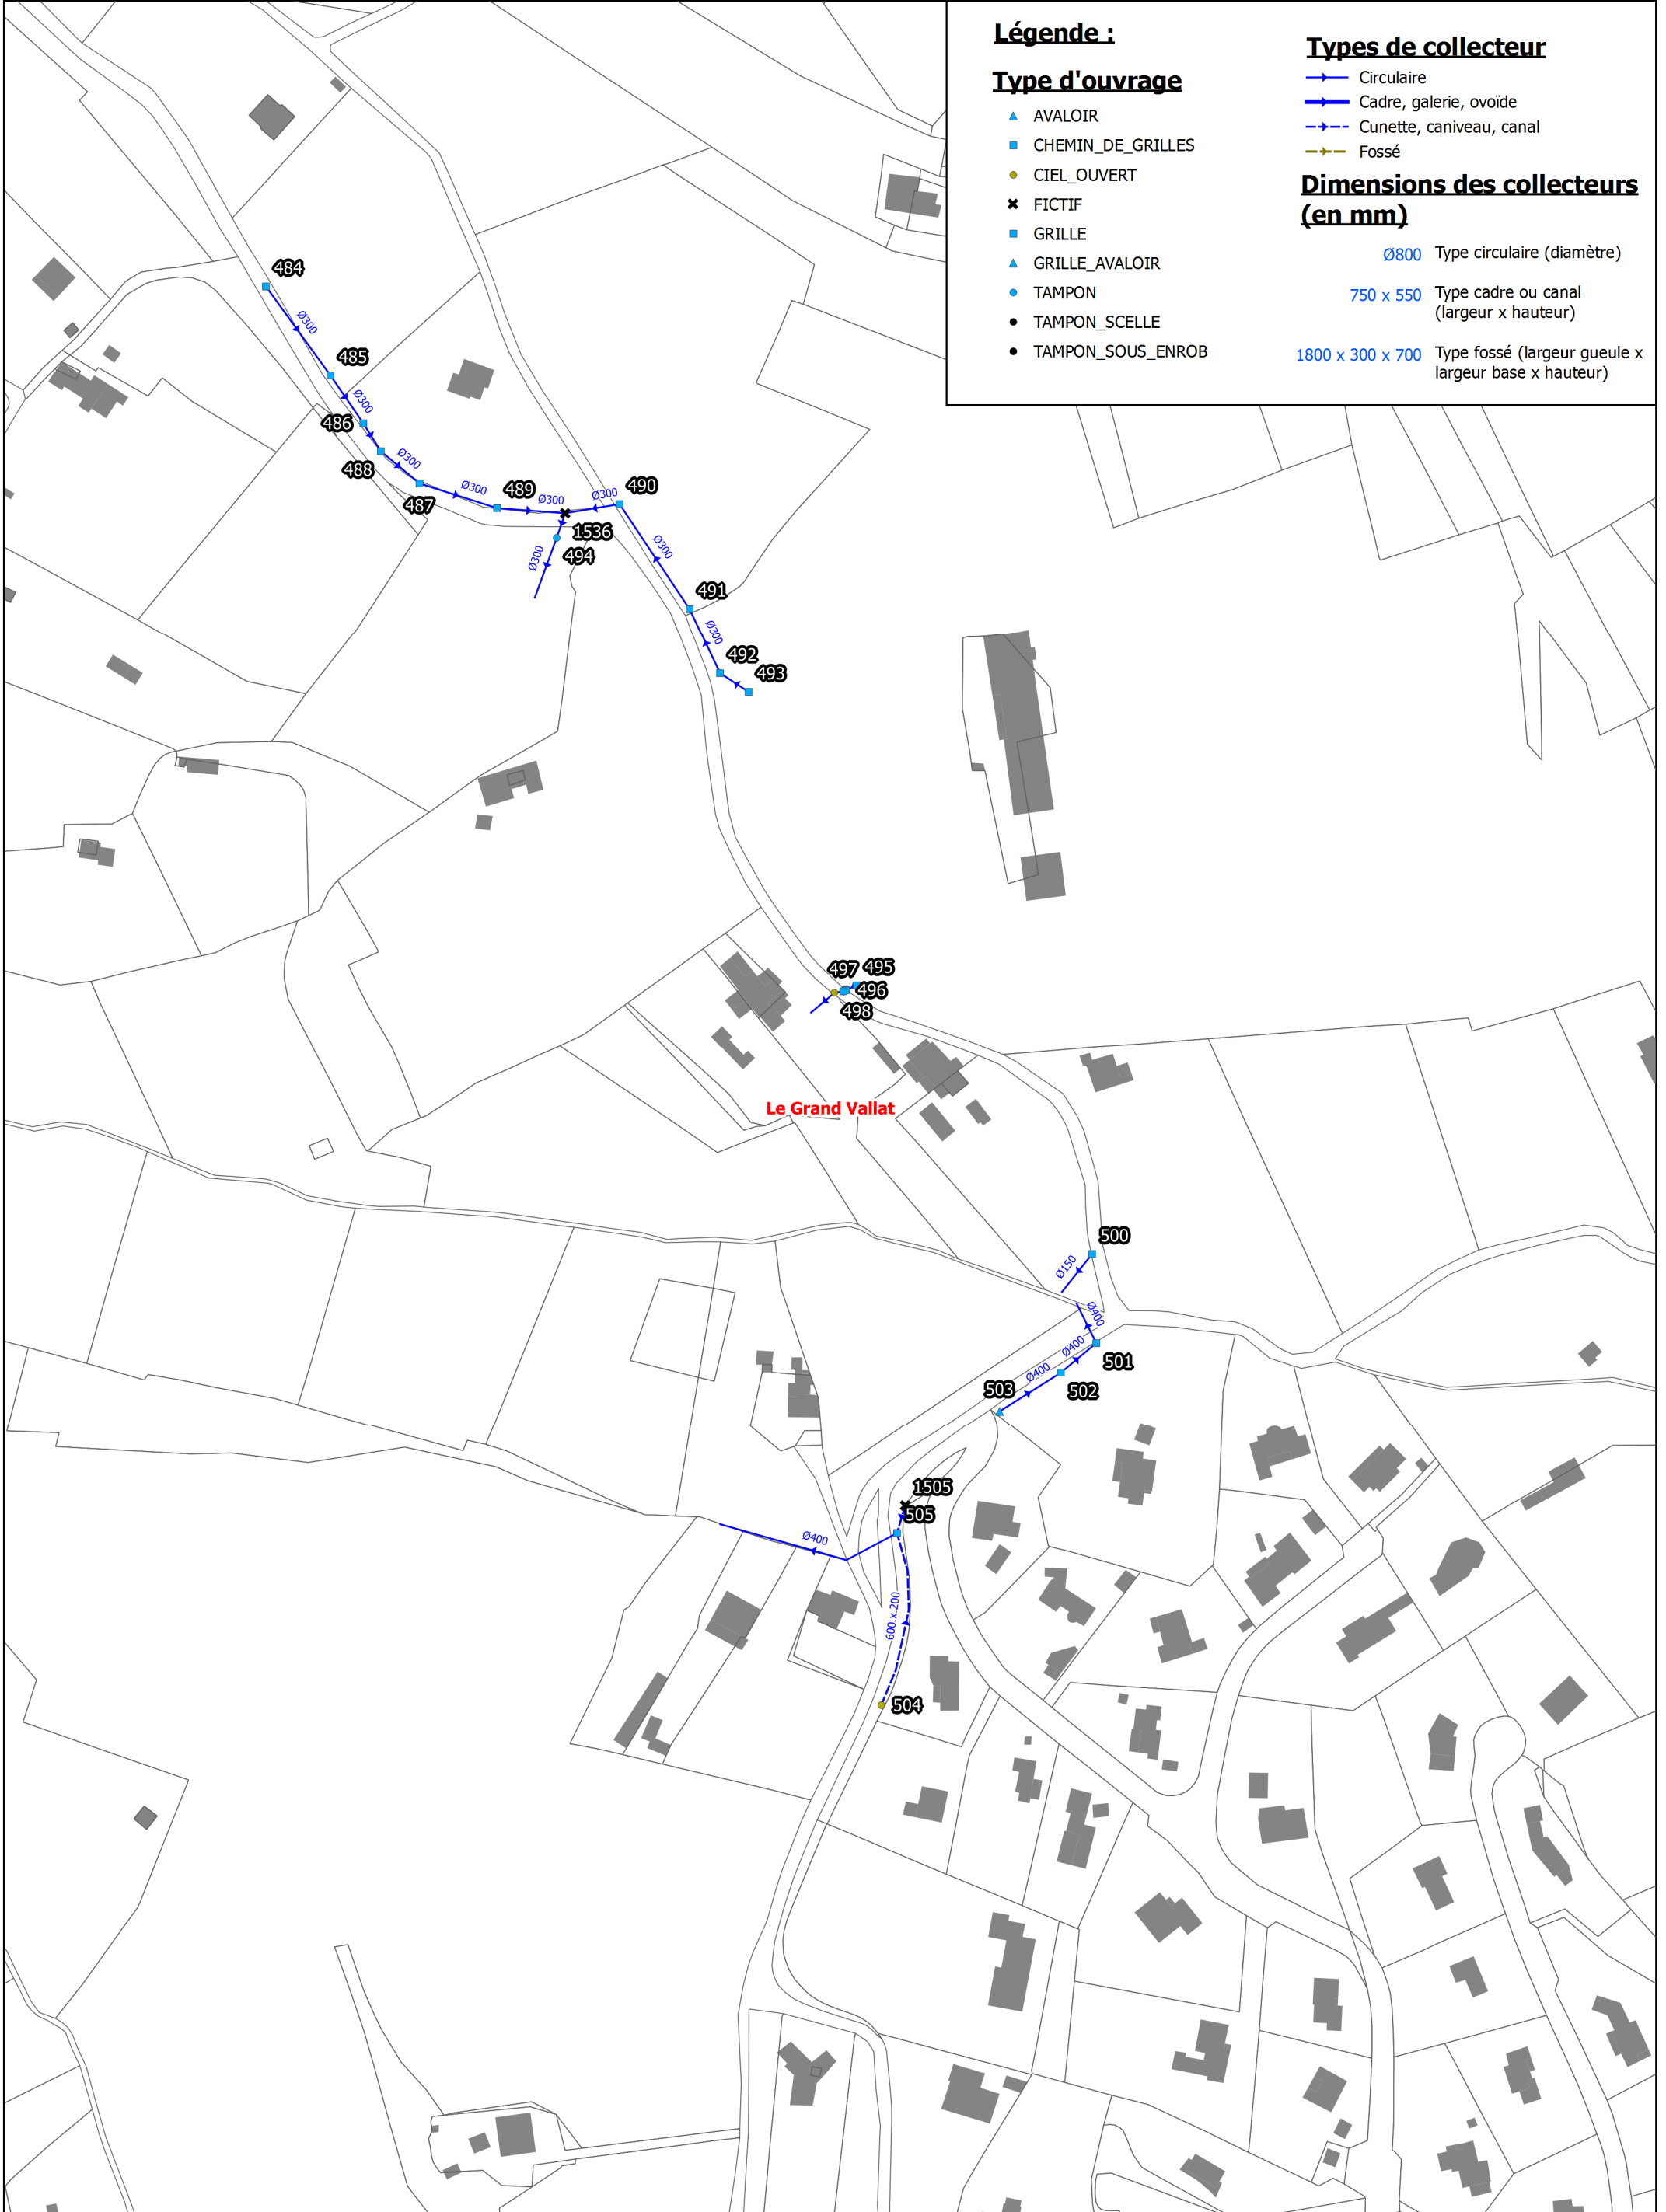 Légende :
Type d'ouvrage
AVALOIR
CHEMIN_DE_GRILLES
CIEL_OUVERT
FICTIF
GRILLE
GRILLE_AVALOIR
TAMPON
TAMPON_SCELLE
TAMPON_SOUS_ENROB
Types de collecteur
Circulaire
Cadre, galerie, ovoïde
Cunette, caniveau, canal
Fossé
Dimensions des collecteurs
(en mm)
Ø800 Type circulaire (diamètre)
750 x 550 Type cadre ou canal
(largeur x hauteur)
1800 x 300 x 700 Type fossé (largeur gueule x
largeur base x hauteur)
484
Ø300
485
Ø300
486
488
Ø300
487
Ø300
489
Ø300
Ø300
490
1536
494
Ø300
Ø300
491
Ø300
492
493
497
495
496
498
Le Grand Vallat
500
Ø150
Ø400
Ø400
501
Ø400
502
503
1505
505
Ø400
600 x 200
504